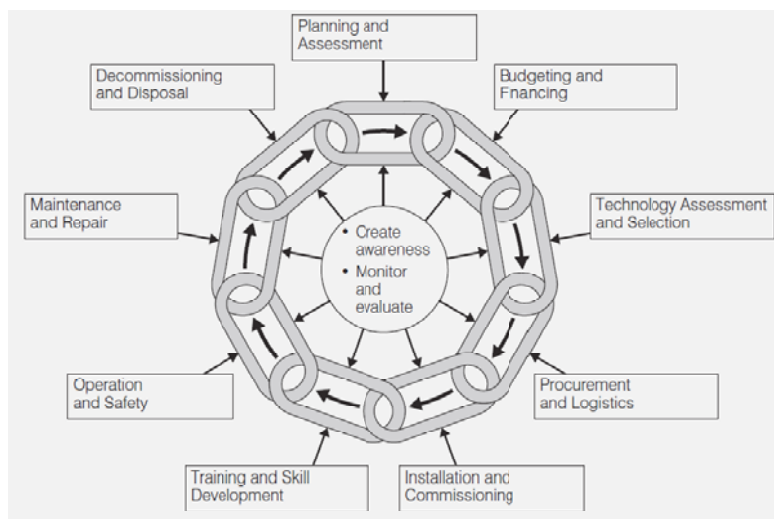 Planning and
Assessment
Budgeting and
Financing
Technology Assessment
and Selection
Procurement
and Logistics
Installation and
Commissioning
Training and Skill
Development
Operation
and Safety
Maintenance
and Repair
Decommissioning
and Disposal
• Create
awareness
• Monitor
and
evaluate